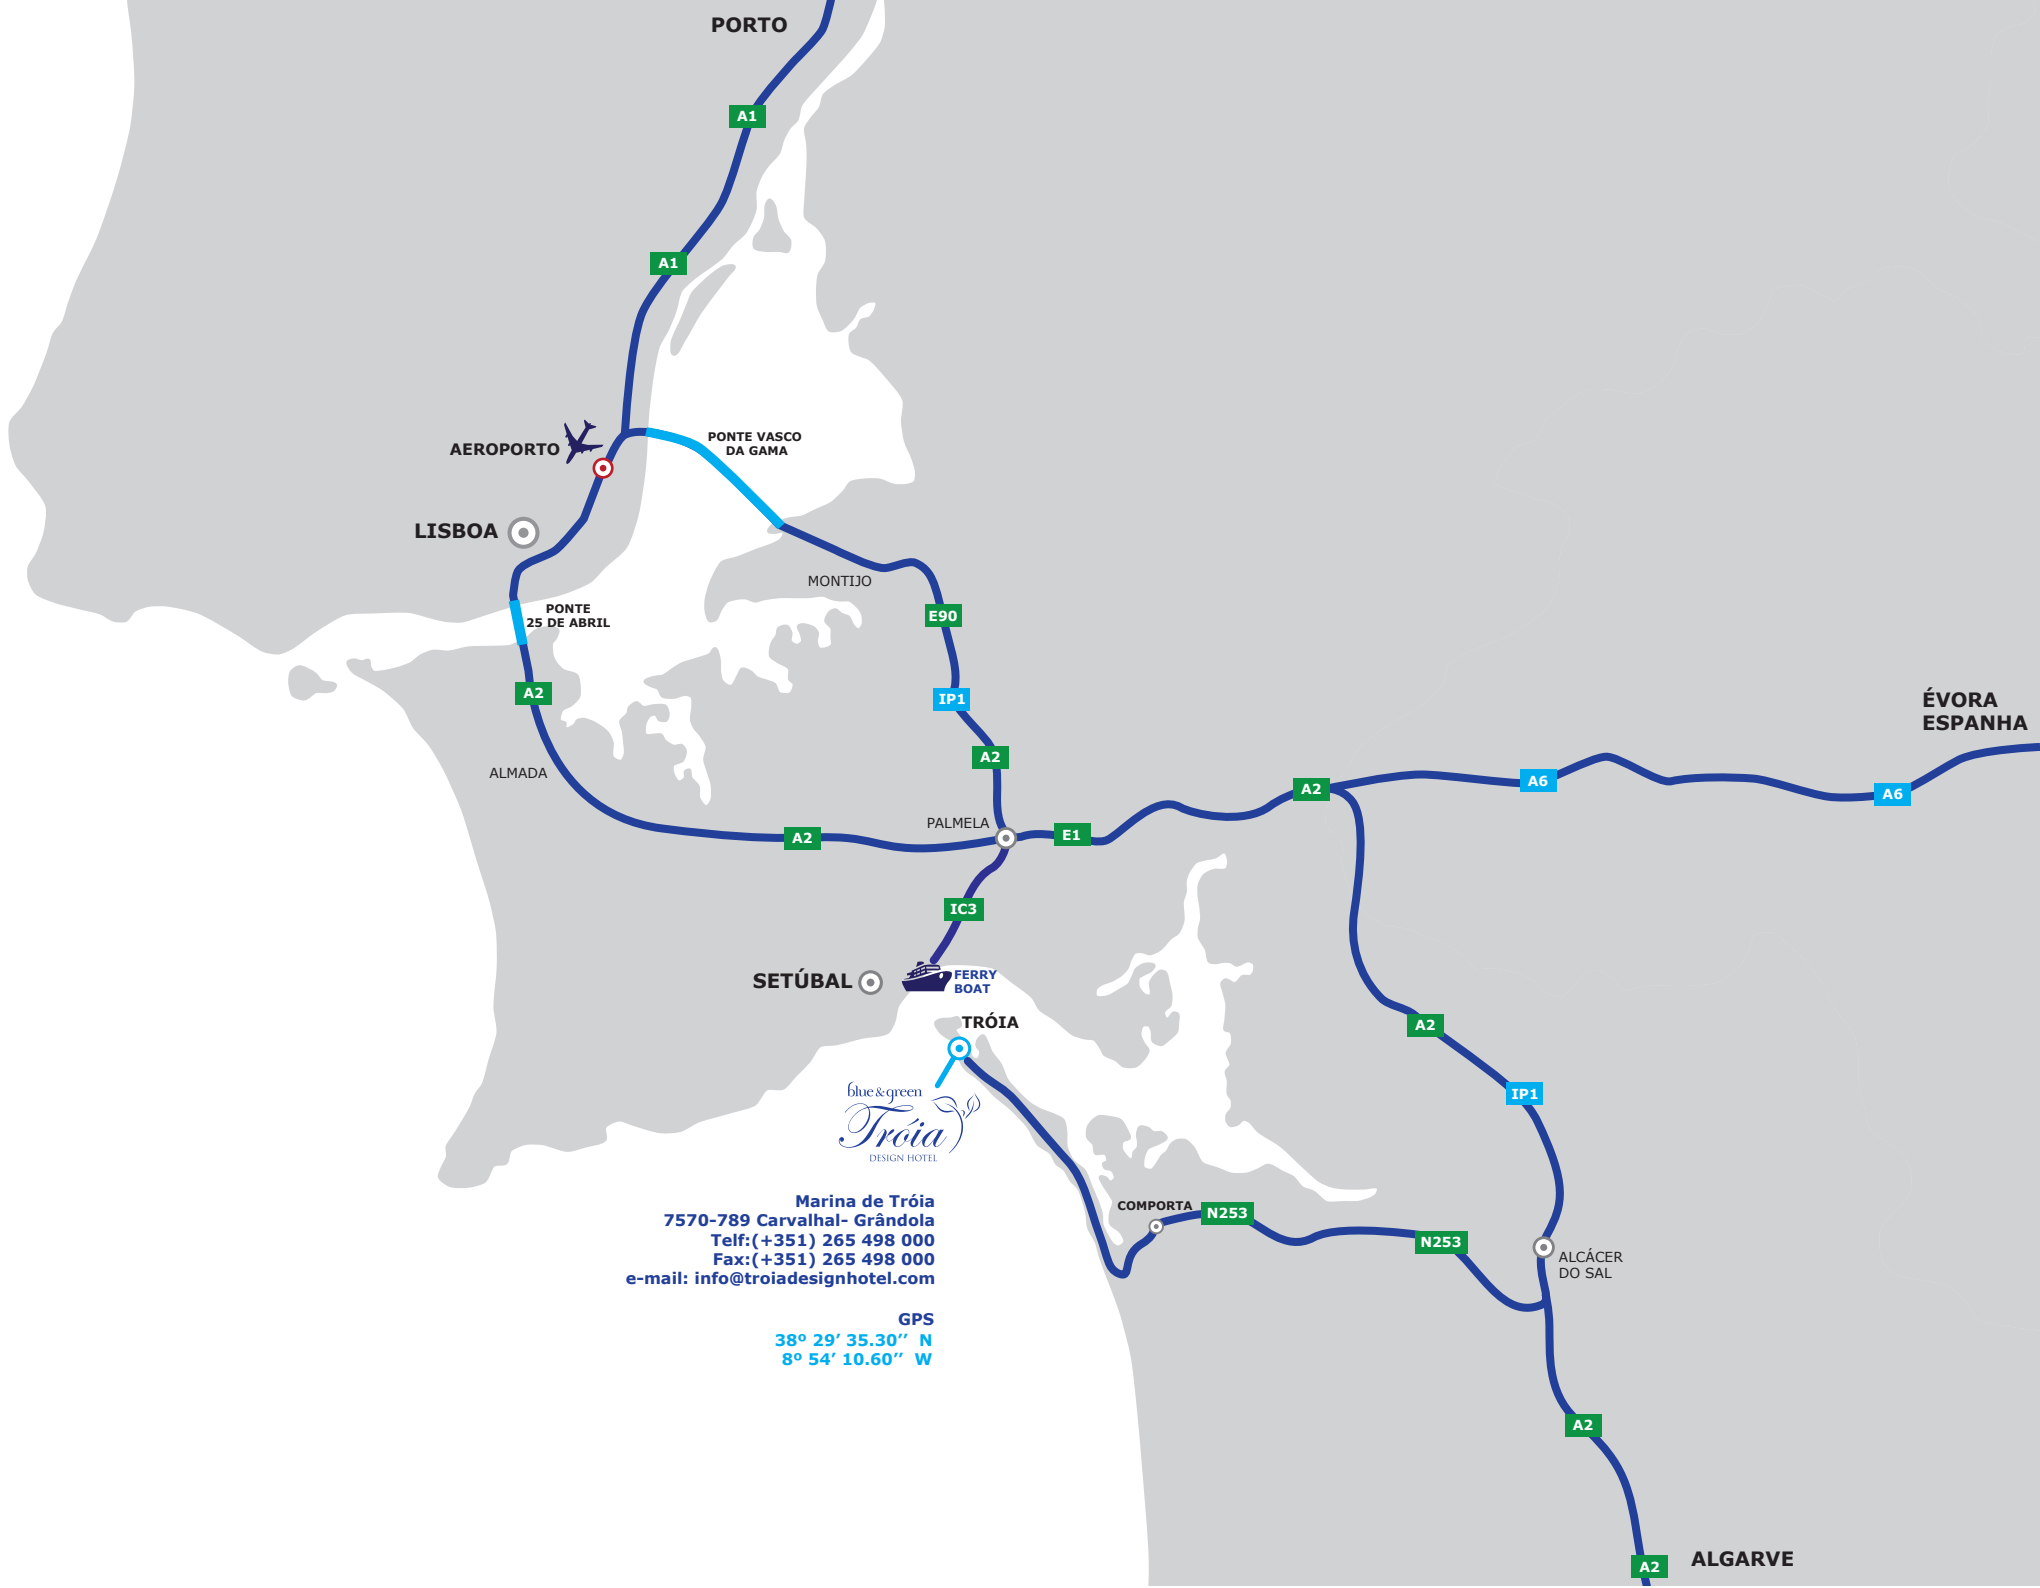 PORTO
A1
A1
AEROPORTO
PONTE VASCO
DA GAMA
LISBOA
MONTIJO
PONTE
25 DE ABRIL
E90
A2
IP1
ÉVORA
ESPANHA
A2
ALMADA
A2
A6
A6
PALMELA
A2
E1
IC3
SETÚBAL
FERRY
BOAT
TRÓIA
A2
blue&green
Tróia
DESIGN HOTEL
IP1
Marina de Tróia
7570-789 Carvalhal- Grândola
Telf:(+351) 265 498 000
Fax:(+351) 265 498 000
e-mail: info@troiadesignhotel.com
COMPORTA
N253
N253
ALCÁCER
DO SAL
GPS
38º 29’ 35.30’’ N
8º 54’ 10.60’’ W
A2
ALGARVE
A2